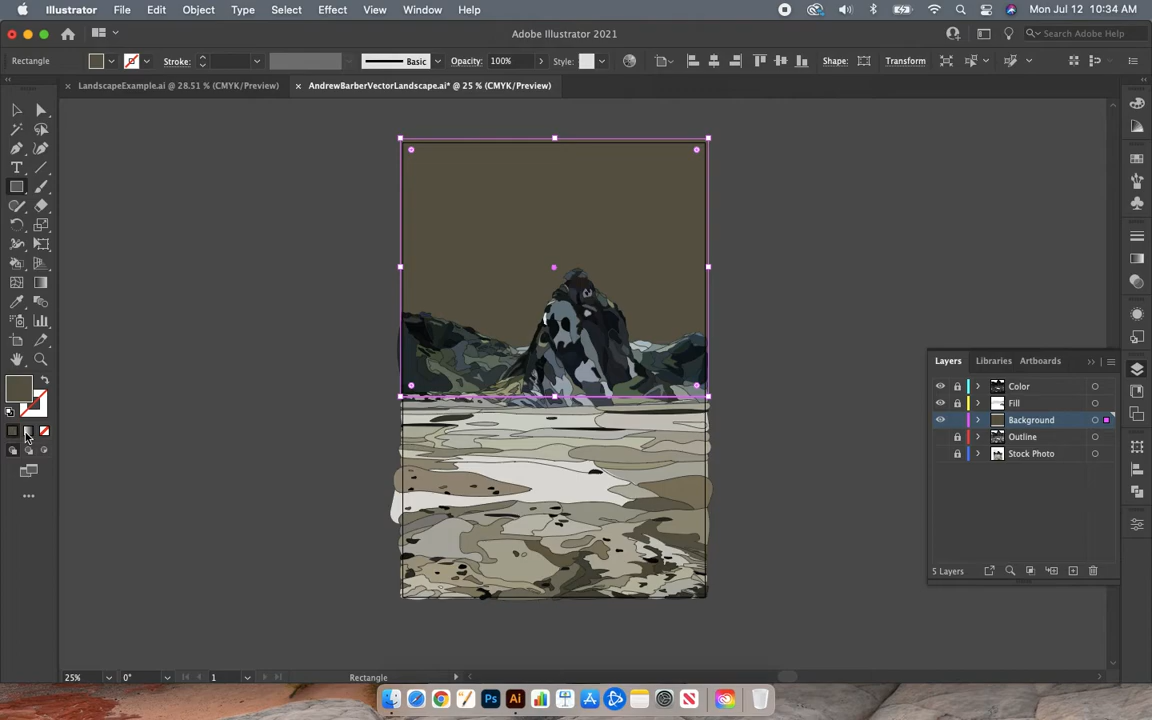 Illustrator File Edit Object Type Select Effect View Window Help Mon Jul 12 10:34 AM
Adobe Illustrator 2021
Search Adobe Help
Rectangle Stroke: Basic Opacity: 100% Style: Shape: Transform
× LandscapeExample.ai @ 28.51 % (CMYK/Preview) × AndrewBarberVectorLandscape.ai* @ 25 % (CMYK/Preview)
Layers Libraries Artboards
Color
Fill
Background
Outline
Stock Photo
5 Layers
25% 0° 1 Rectangle
Ps Ai